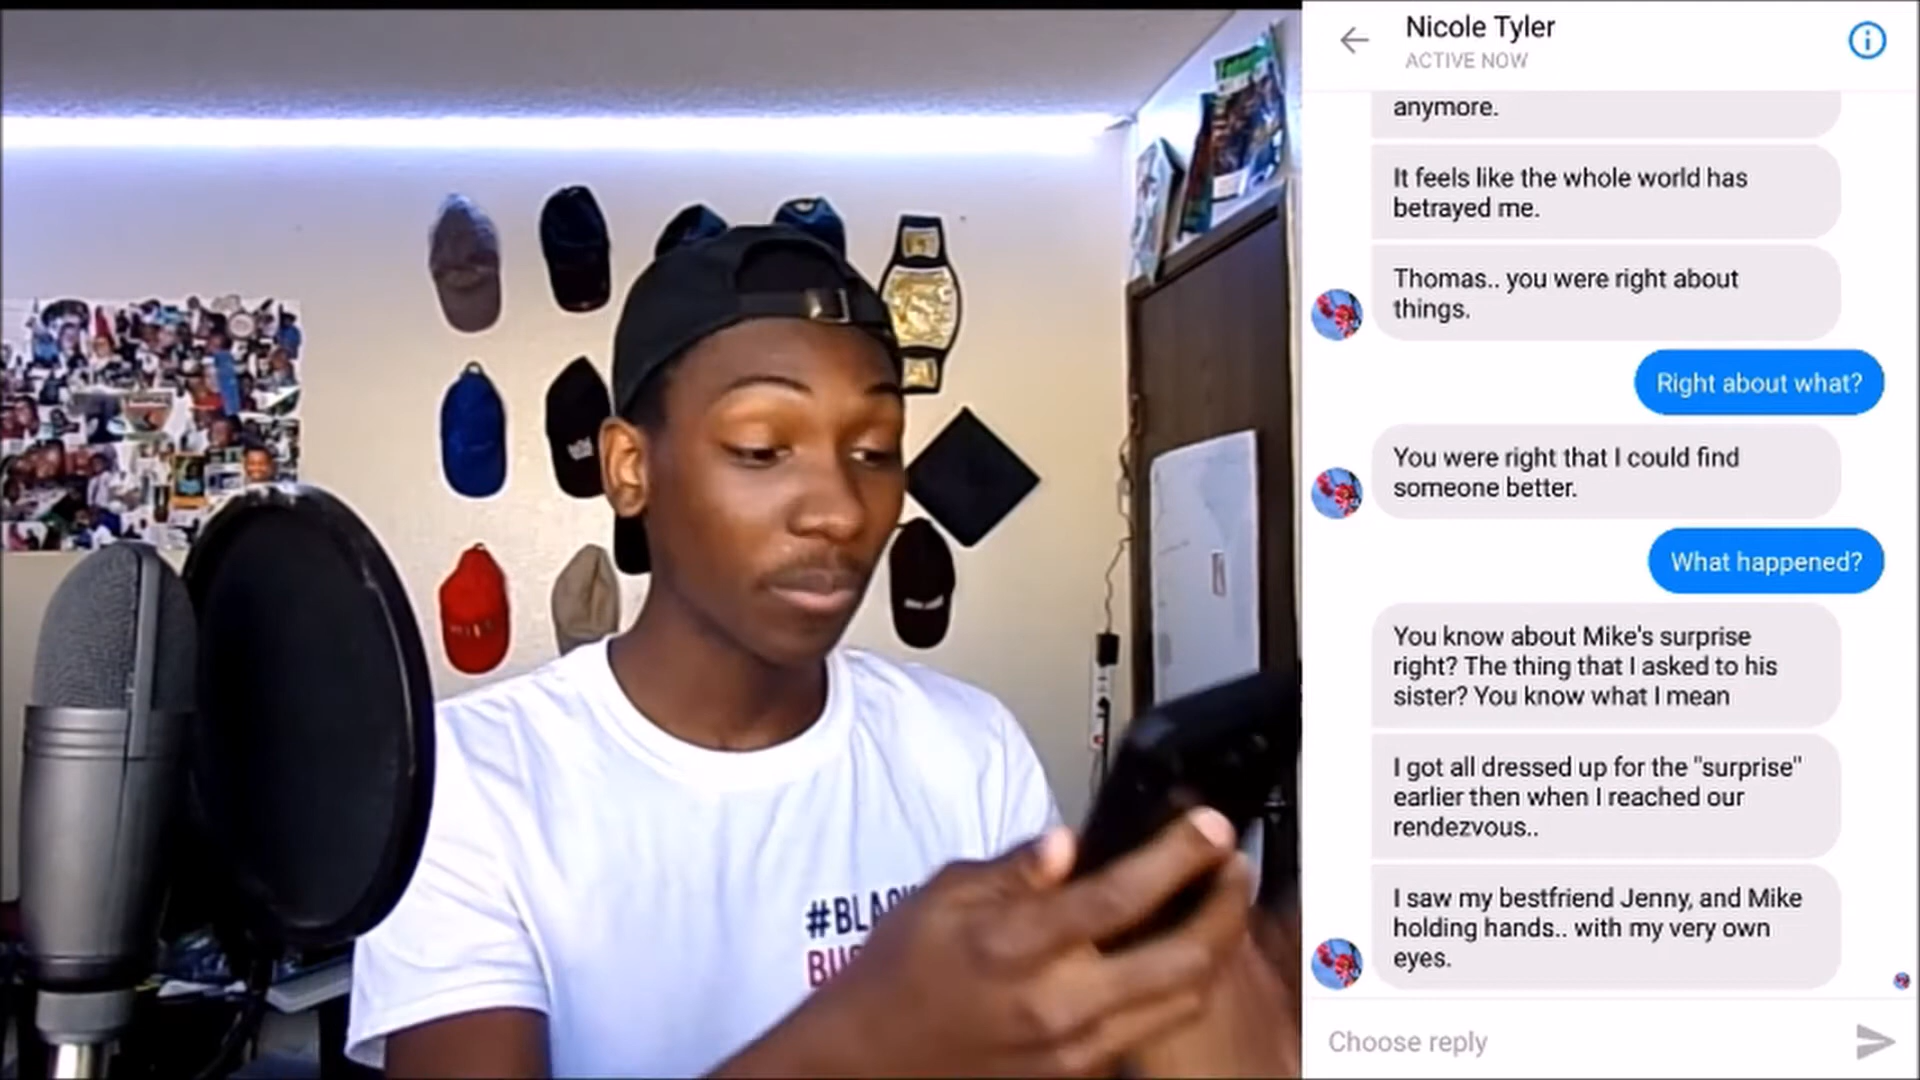 Nicole Tyler
ACTIVE NOW
anymore.
It feels like the whole world has
betrayed me.
Thomas.. you were right about
things.
Right about what?
You were right that I could find
someone better.
What happened?
You know about Mike's surprise
right? The thing that I asked to his
sister? You know what I mean
I got all dressed up for the "surprise"
earlier then when I reached our
rendezvous..
I saw my bestfriend Jenny, and Mike
holding hands.. with my very own
eyes.
Choose reply